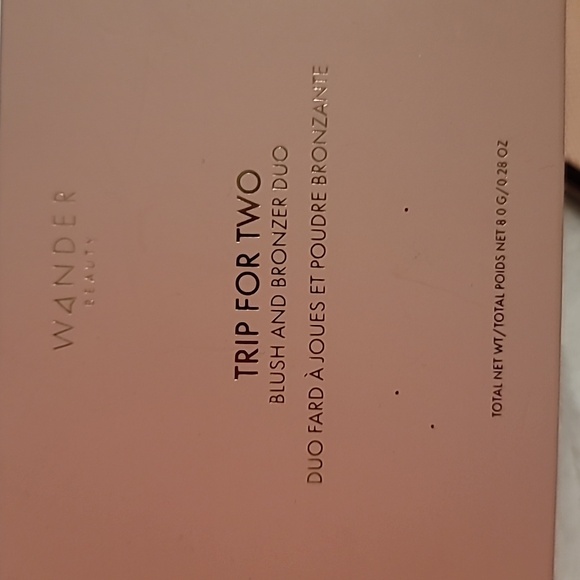 WANDER
BEAUTY
TRIP FOR TWO
BLUSH AND BRONZER DUO
DUO FARD À JOUES ET POUDRE BRONZANTE
TOTAL NET WT/TOTAL POIDS NET 8.0 G/0.28 OZ